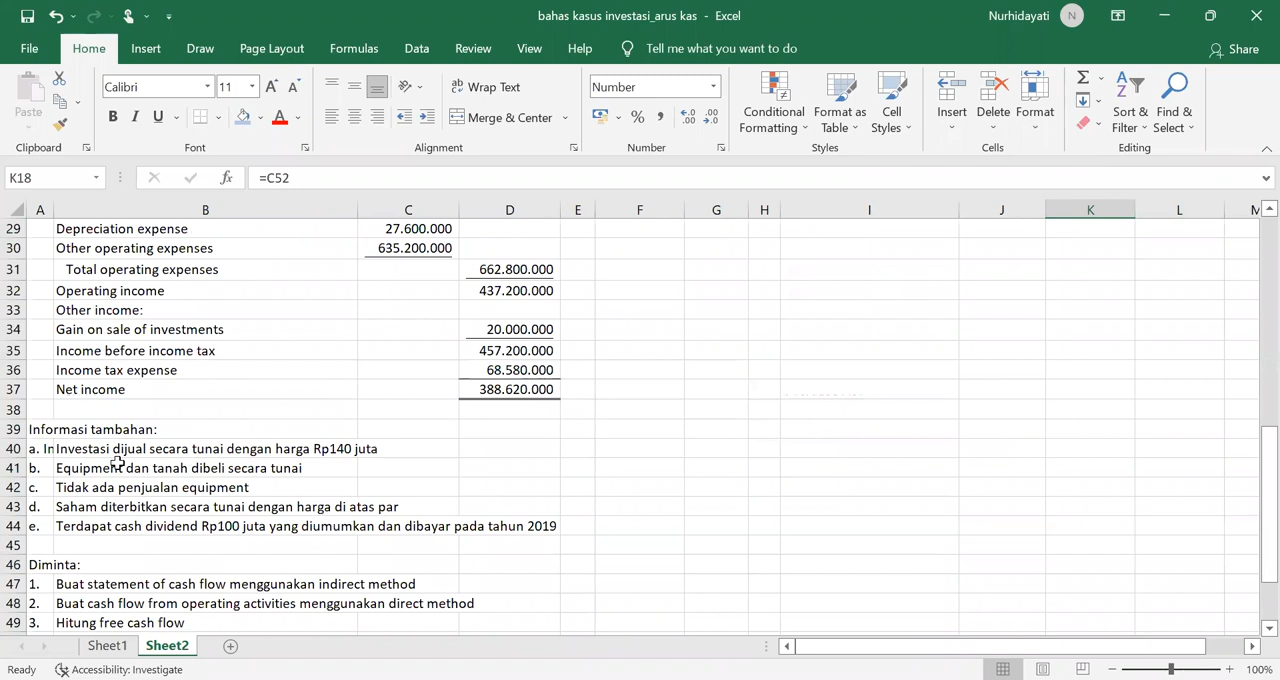 bahas kasus investasi_arus kas - Excel
Nurhidayati N
File Home Insert Draw Page Layout Formulas Data Review View Help Tell me what you want to do Share
Paste
Clipboard
Calibri 11 A A
B I U A
Font
Wrap Text
Merge & Center
Alignment
Number
% 
Number
Conditional Formatting
Format as Table
Cell Styles
Styles
Insert Delete Format
Cells
Sort & Filter
Find & Select
Editing
K18 fx =C52
A B C D E F G H I J K L M
29 Depreciation expense 27.600.000
30 Other operating expenses 635.200.000
31 Total operating expenses 662.800.000
32 Operating income 437.200.000
33 Other income:
34 Gain on sale of investments 20.000.000
35 Income before income tax 457.200.000
36 Income tax expense 68.580.000
37 Net income 388.620.000
38
39 Informasi tambahan:
40 a. In Investasi dijual secara tunai dengan harga Rp140 juta
41 b. Equipment dan tanah dibeli secara tunai
42 c. Tidak ada penjualan equipment
43 d. Saham diterbitkan secara tunai dengan harga di atas par
44 e. Terdapat cash dividend Rp100 juta yang diumumkan dan dibayar pada tahun 2019
45
46 Diminta:
47 1. Buat statement of cash flow menggunakan indirect method
48 2. Buat cash flow from operating activities menggunakan direct method
49 3. Hitung free cash flow
Sheet1 Sheet2
Ready Accessibility: Investigate 100%